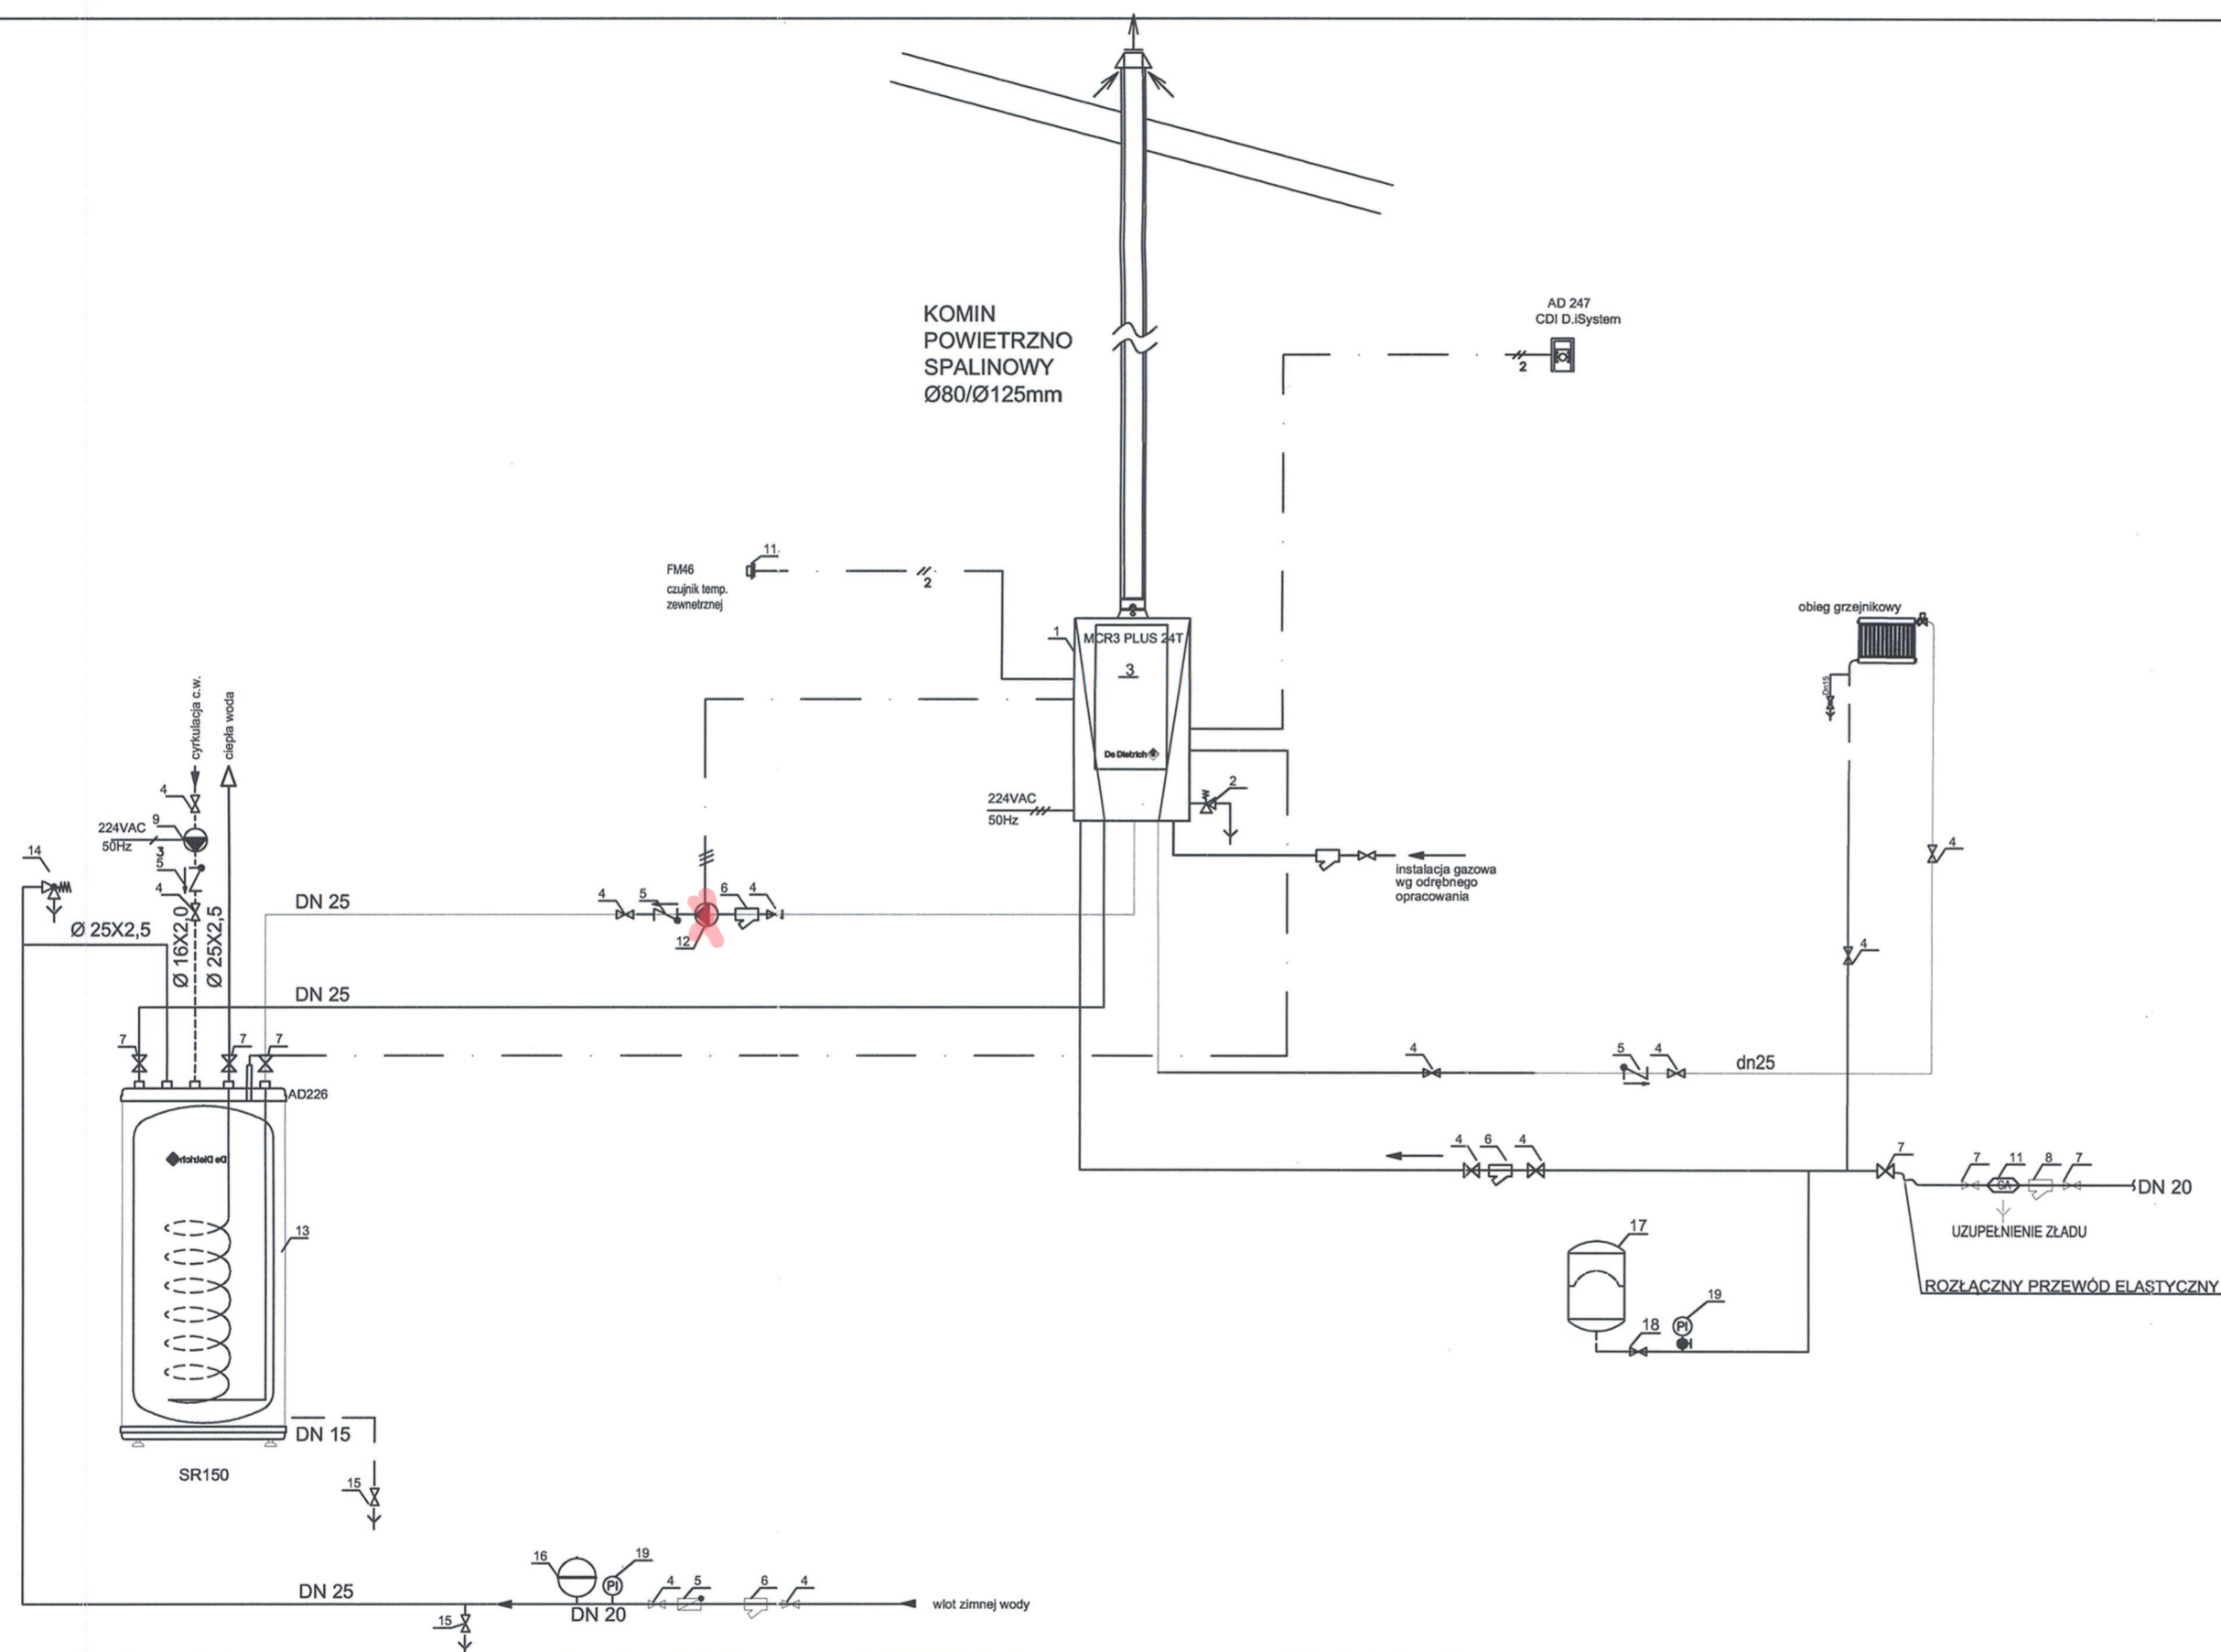 KOMIN
POWIETRZNO
SPALINOWY
Ø80/Ø125mm
AD 247
CDI D.iSystem
2
11
FM46
czujnik temp.
zewnetrznej
2
obieg grzejnikowy
1
MCR3 PLUS 24T
3
De Dietrich
Dn15
cyrkulacja c.w.
ciepła woda
4
9
224VAC
50Hz
3
5
4
224VAC
50Hz
2
14
4
instalacja gazowa
wg odrębnego
opracowania
DN 25
4
5
6
4
12
Ø 25X2,5
Ø 16X2,0
Ø 25X2,5
4
DN 25
7
7
7
4
5
4
dn25
AD226
De Dietrich
4
6
4
7
7
11
8
7
SA
DN 20
UZUPEŁNIENIE ZŁADU
13
17
ROZŁĄCZNY PRZEWÓD ELASTYCZNY
18
19
PI
DN 15
SR150
15
16
19
PI
4
5
6
4
DN 25
DN 20
wlot zimnej wody
15